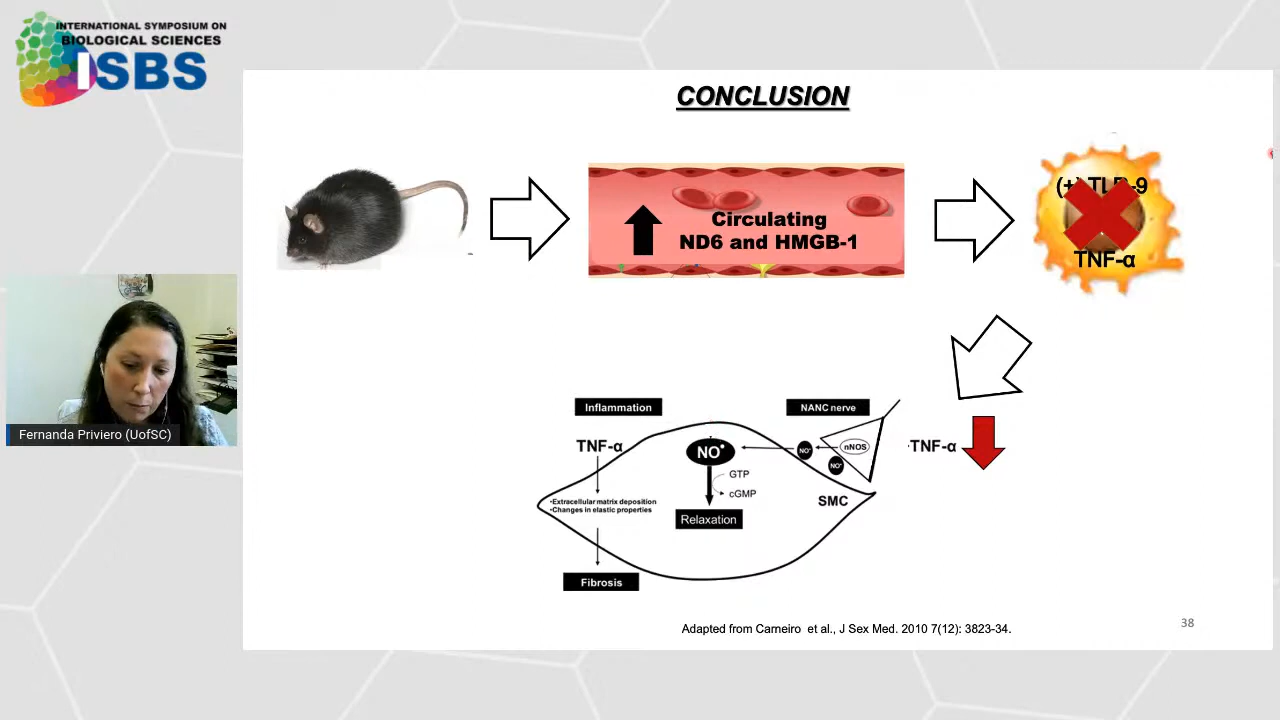 INTERNATIONAL SYMPOSIUM ON
BIOLOGICAL SCIENCES
ISBS
CONCLUSION
Circulating
ND6 and HMGB-1
TNF-α
Inflammation
NANC nerve
TNF-α
NO•
NO•
nNOS
NO•
TNF-α
GTP
cGMP
•Extracellular matrix deposition
•Changes in elastic properties
SMC
Relaxation
Fibrosis
Adapted from Carneiro et al., J Sex Med. 2010 7(12): 3823-34.
38
Fernanda Priviero (UofSC)